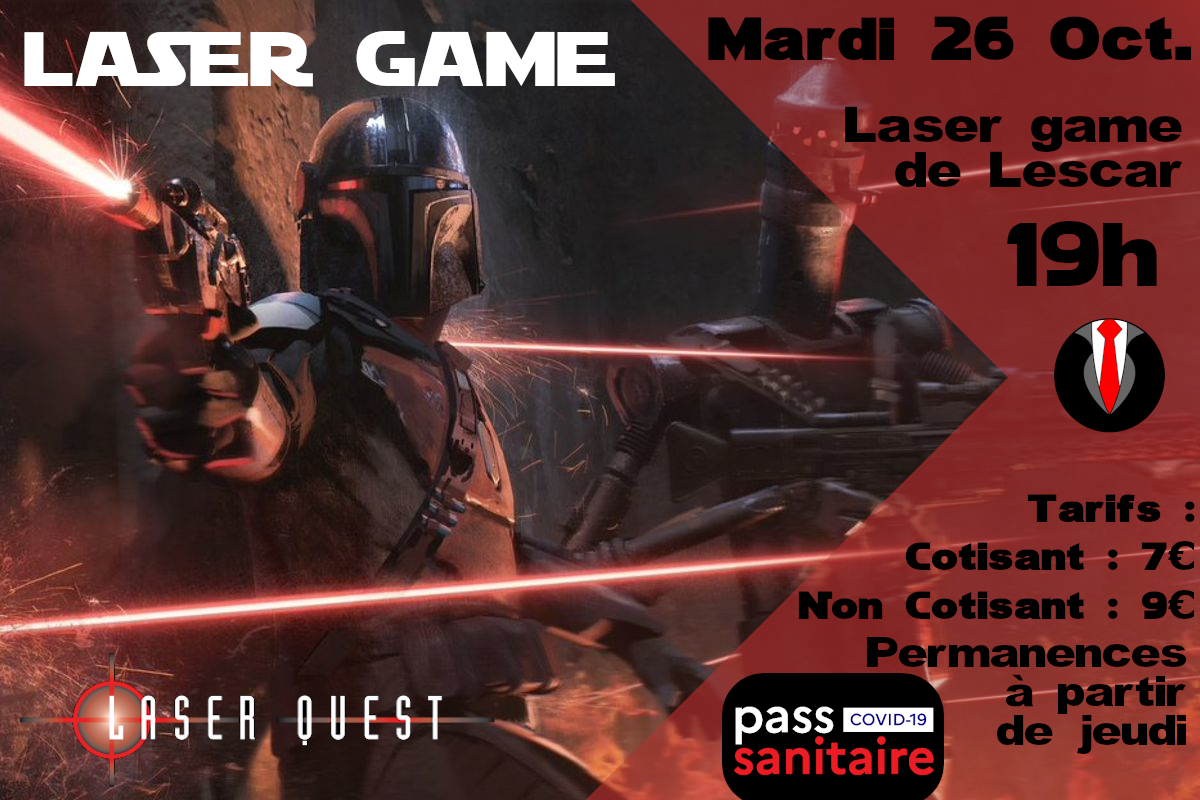 LASER GAME
Mardi 26 Oct.
Laser game
de Lescar
19h
Tarifs :
Cotisant : 7€
Non Cotisant : 9€
Permanences
à partir
de jeudi
LASER QUEST
pass COVID-19
sanitaire